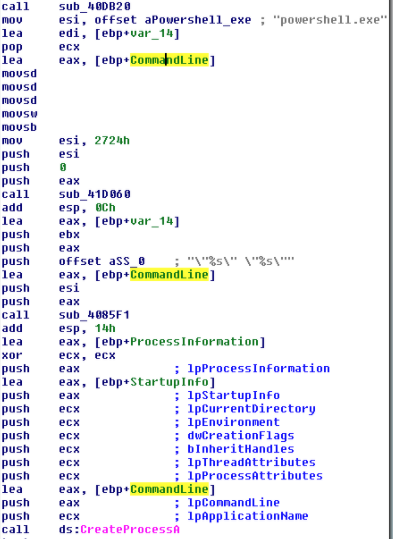 call sub_40DB20
mov esi, offset aPowershell_exe ; "powershell.exe"
lea edi, [ebp+var_14]
pop ecx
lea eax, [ebp+CommandLine]
movsd
movsd
movsd
movsw
movsb
mov esi, 2724h
push esi
push 0
push eax
call sub_41D060
add esp, 0Ch
lea eax, [ebp+var_14]
push ebx
push eax
push offset aSS_0 ; "\"%s\" \"%s\""
lea eax, [ebp+CommandLine]
push esi
push eax
call sub_4085F1
add esp, 14h
lea eax, [ebp+ProcessInformation]
xor ecx, ecx
push eax ; lpProcessInformation
lea eax, [ebp+StartupInfo]
push eax ; lpStartupInfo
push ecx ; lpCurrentDirectory
push ecx ; lpEnvironment
push ecx ; dwCreationFlags
push ecx ; bInheritHandles
push ecx ; lpThreadAttributes
push ecx ; lpProcessAttributes
lea eax, [ebp+CommandLine]
push eax ; lpCommandLine
push ecx ; lpApplicationName
call ds:CreateProcessA